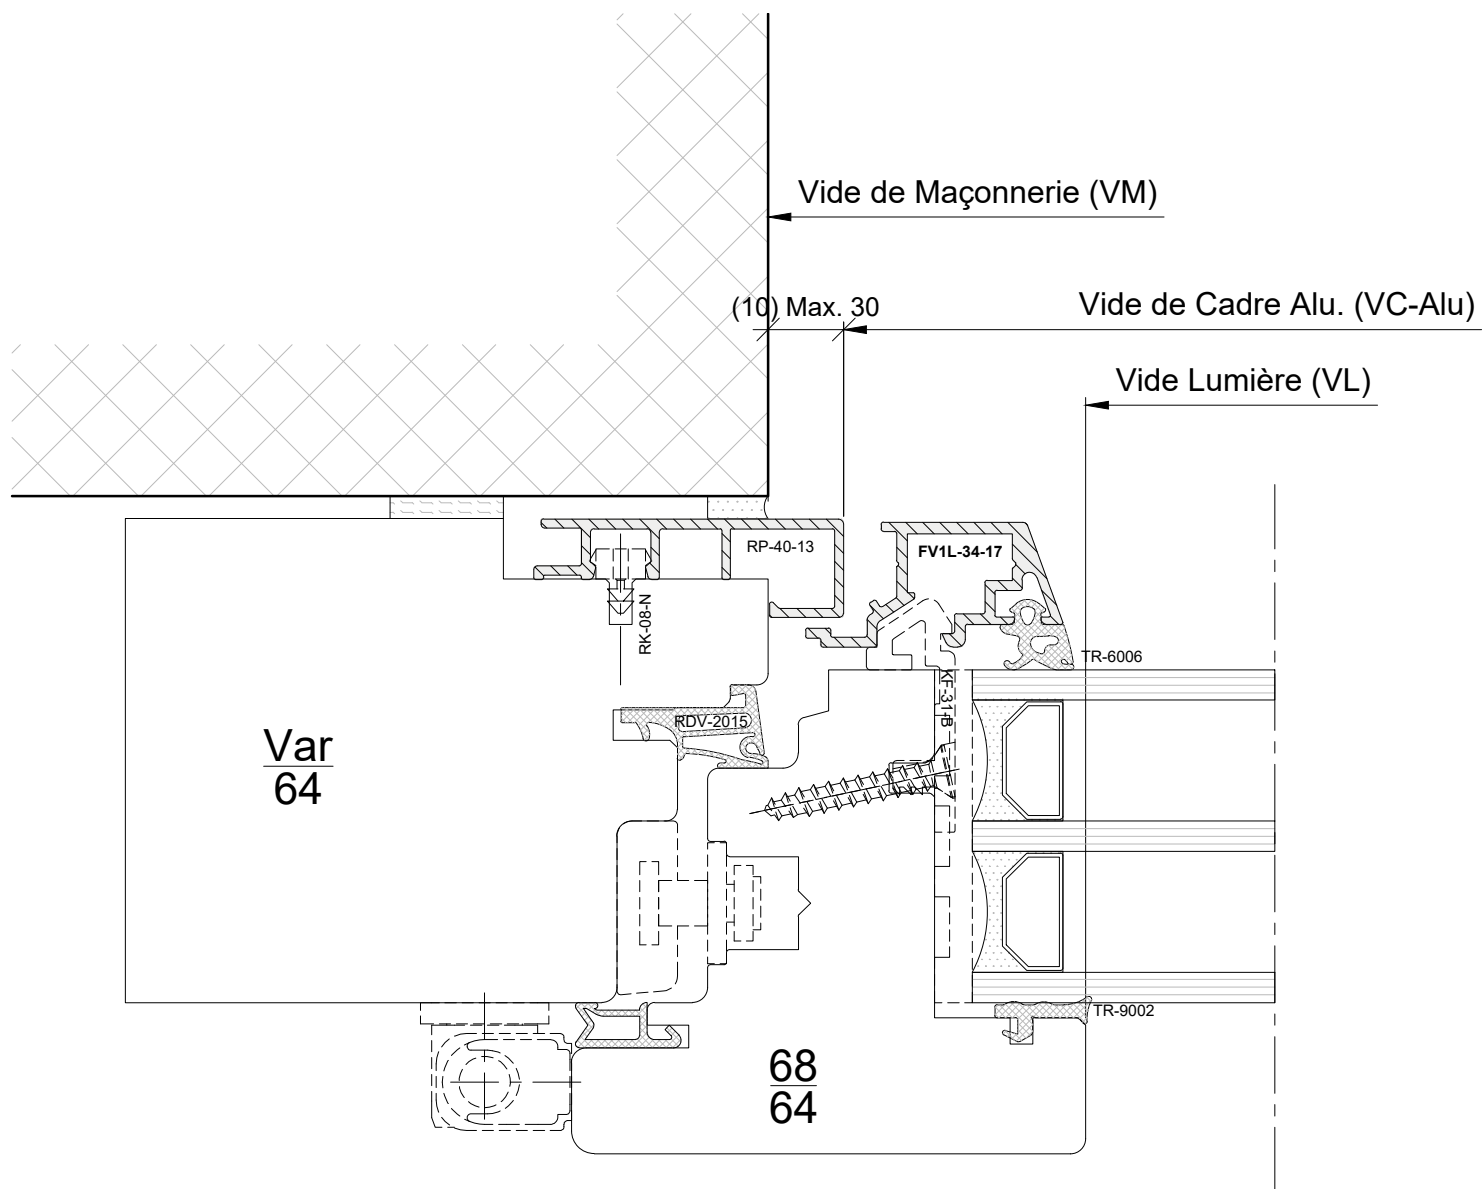 Vide de Maçonnerie (VM)
(10) Max. 30
Vide de Cadre Alu. (VC-Alu)
Vide Lumière (VL)
RP-40-13
FV1L-34-17
RK-08-N
TR-6006
KF-31-B
RDV-2015
Var
64
TR-9002
68
64